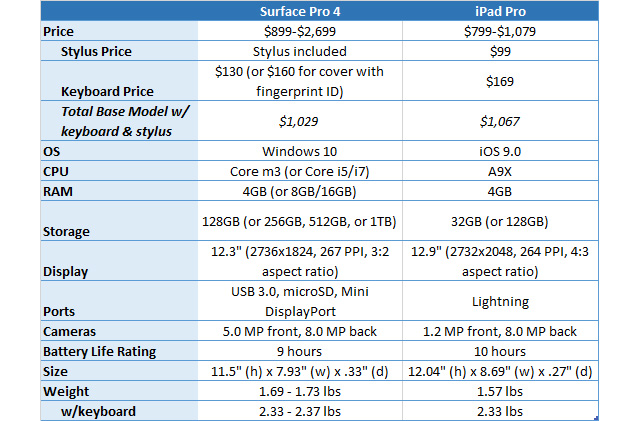 Surface Pro 4 iPad Pro
Price $899-$2,699 $799-$1,079
Stylus Price Stylus included $99
$130 (or $160 for cover with
Keyboard Price fingerprint ID) $169
Total Base Model w/
keyboard & stylus $1,029 $1,067
OS Windows 10 iOS 9.0
CPU Core m3 (or Core i5/i7) A9X
RAM 4GB (or 8GB/16GB) 4GB
Storage 128GB (or 256GB, 512GB, or 1TB) 32GB (or 128GB)
12.3" (2736x1824, 267 PPI, 3:2 12.9" (2732x2048, 264 PPI, 4:3
Display aspect ratio) aspect ratio)
USB 3.0, microSD, Mini
Ports DisplayPort Lightning
Cameras 5.0 MP front, 8.0 MP back 1.2 MP front, 8.0 MP back
Battery Life Rating 9 hours 10 hours
Size 11.5" (h) x 7.93" (w) x .33" (d) 12.04" (h) x 8.69" (w) x .27" (d)
Weight 1.69 - 1.73 lbs 1.57 lbs
w/keyboard 2.33 - 2.37 lbs 2.33 lbs